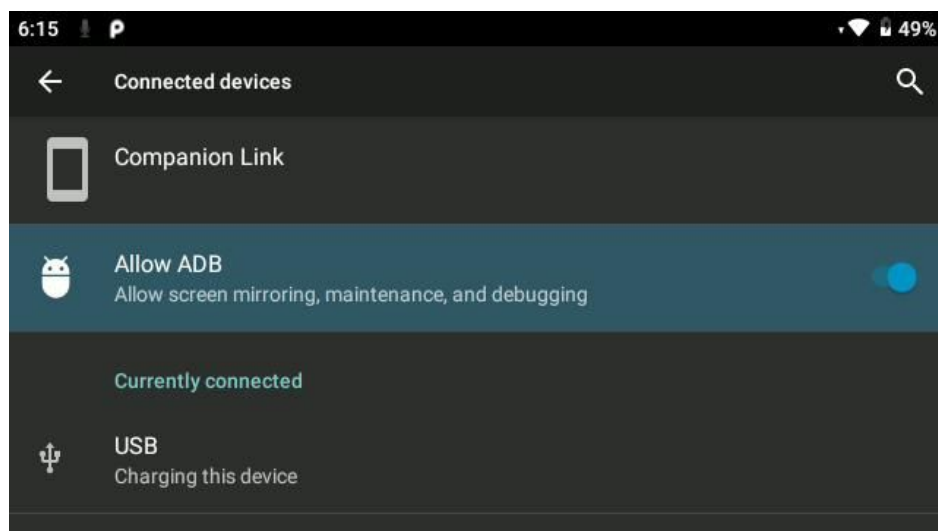 6:15 P 49%
Connected devices
Companion Link
Allow ADB
Allow screen mirroring, maintenance, and debugging
Currently connected
USB
Charging this device